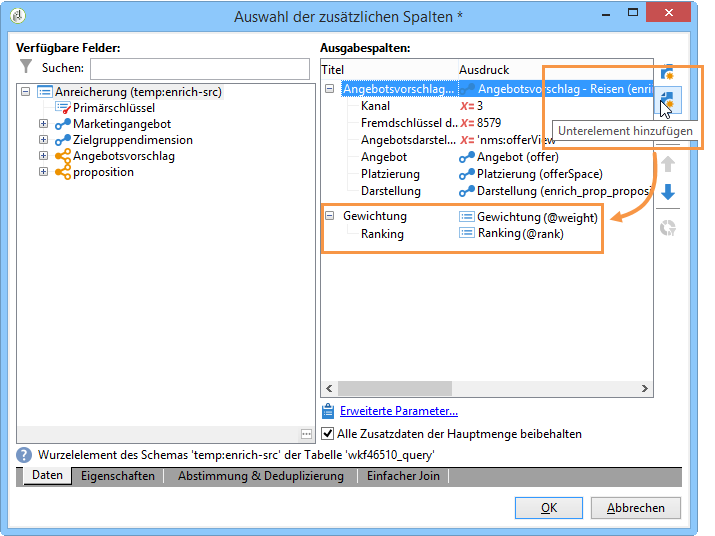 Auswahl der zusätzlichen Spalten *
Verfügbare Felder:
Suchen:
Anreicherung (temp:enrich-src)
Primärschlüssel
Marketingangebot
Zielgruppendimension
Angebotsvorschlag
proposition
Ausgabespalten:
Titel Ausdruck
Angebotsvorschlag... Angebotsvorschlag - Reisen (enri
Kanal X= 3
Fremdschlüssel d... X= 8579
Angebotsdarstel... X= 'nms:offerView
Angebot Angebot (offer)
Platzierung Platzierung (offerSpace)
Darstellung Darstellung (enrich_prop_proposi
Gewichtung Gewichtung (@weight)
Ranking Ranking (@rank)
Unterelement hinzufügen
Erweiterte Parameter...
Alle Zusatzdaten der Hauptmenge beibehalten
Wurzelelement des Schemas 'temp:enrich-src' der Tabelle 'wkf46510_query'
Daten Eigenschaften Abstimmung & Deduplizierung Einfacher Join
OK Abbrechen